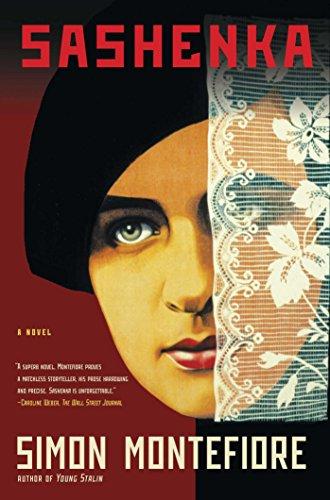 SASHENKA
A NOVEL
"A SUPERB NOVEL. MONTEFIORE PROVES
A MATCHLESS STORYTELLER, HIS PROSE HARROWING
AND PRECISE. SASHENKA IS UNFORGETTABLE."
—CAROLINE WEBER, THE WALL STREET JOURNAL
SIMON MONTEFIORE
AUTHOR OF YOUNG STALIN